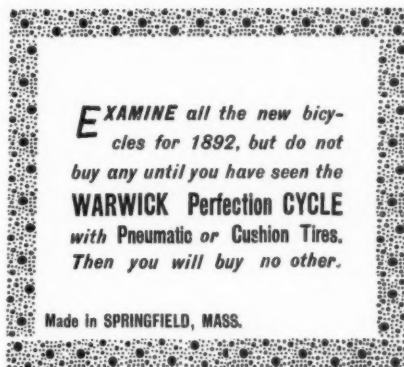 EXAMINE all the new bicy-
cles for 1892, but do not
buy any until you have seen the
WARWICK Perfection CYCLE
with Pneumatic or Cushion Tires.
Then you will buy no other.
Made in SPRINGFIELD, MASS.